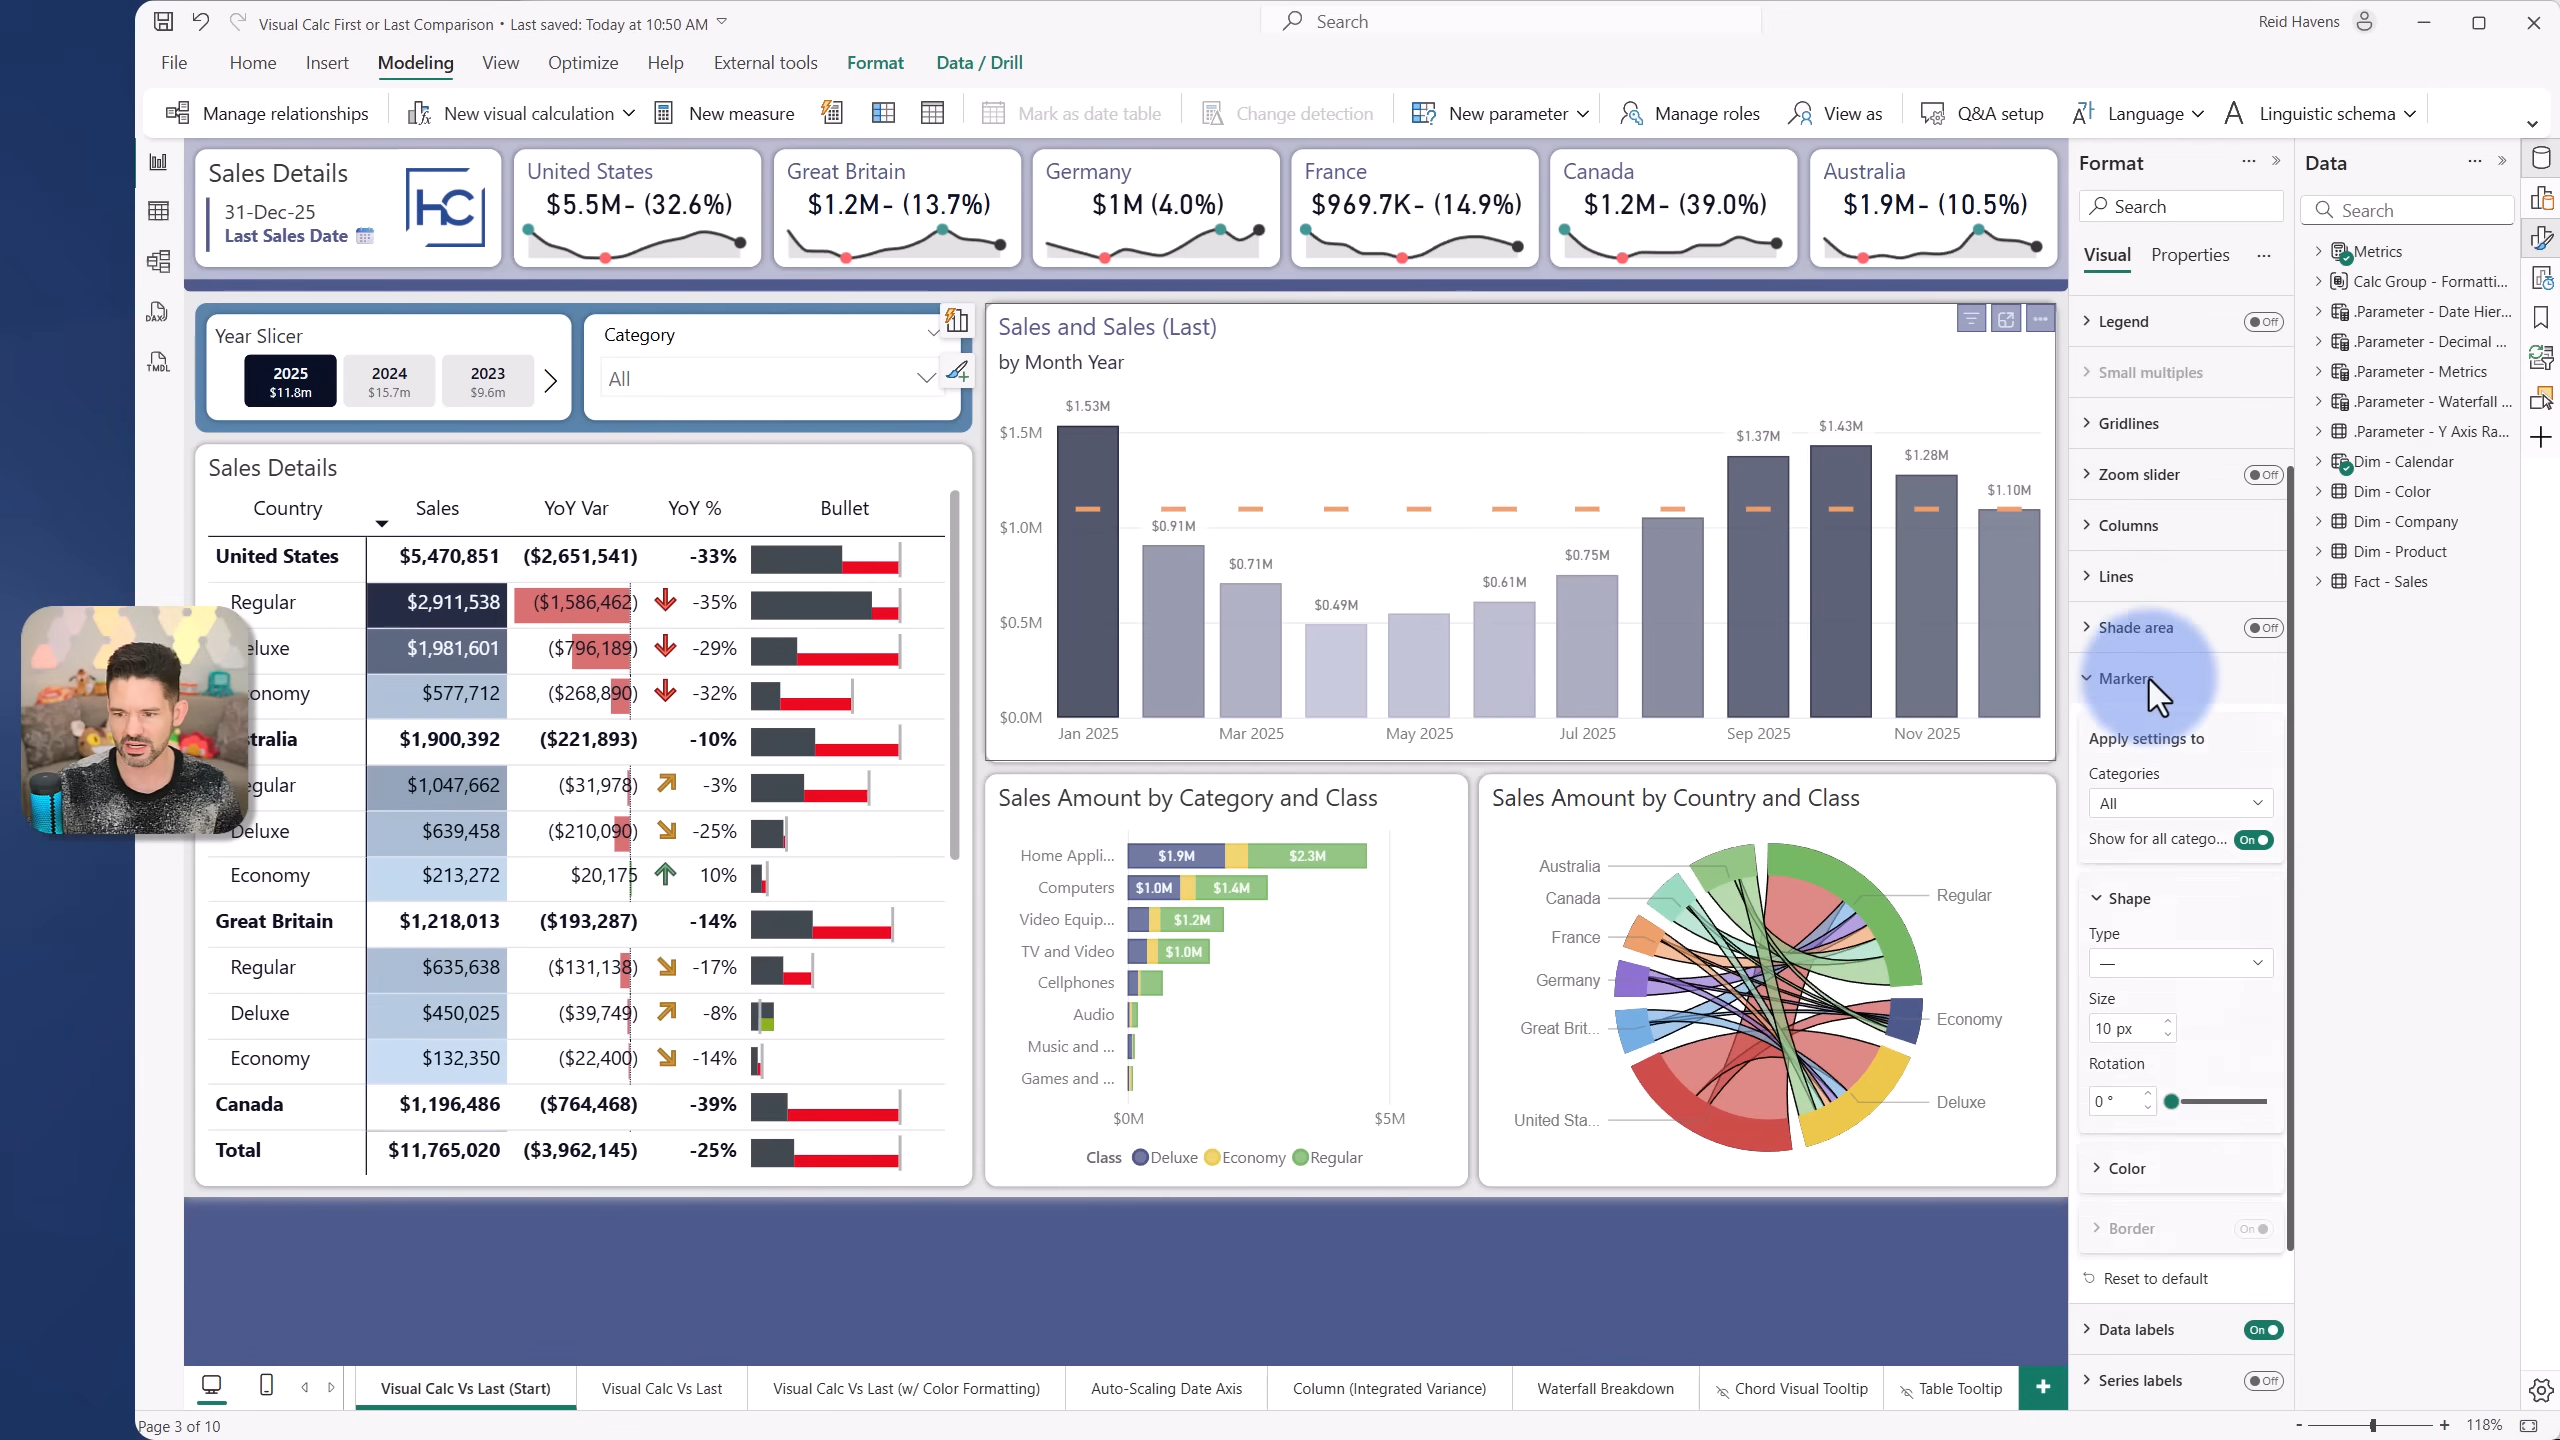 Visual Calc First or Last Comparison • Last saved: Today at 10:50 AM
Search
Reid Havens
File
Home
Insert
Modeling
View
Optimize
Help
External tools
Format
Data / Drill
Manage relationships
New visual calculation
New measure
Mark as date table
Change detection
New parameter
Manage roles
View as
Q&A setup
Language
Linguistic schema
Sales Details
31-Dec-25
Last Sales Date
HC
United States
$5.5M- (32.6%)
Great Britain
$1.2M- (13.7%)
Germany
$1M (4.0%)
France
$969.7K- (14.9%)
Canada
$1.2M- (39.0%)
Australia
$1.9M- (10.5%)
DAX
TMDL
Year Slicer
2025
$11.8m
2024
$15.7m
2023
$9.6m
Category
All
Sales Details
Country Sales YoY Var YoY % Bullet
United States $5,470,851 ($2,651,541) -33%
Regular $2,911,538 ($1,586,462) -35%
eluxe $1,981,601 ($796,189) -29%
onomy $577,712 ($268,890) -32%
tralia $1,900,392 ($221,893) -10%
egular $1,047,662 ($31,978) -3%
Deluxe $639,458 ($210,090) -25%
Economy $213,272 $20,175 10%
Great Britain $1,218,013 ($193,287) -14%
Regular $635,638 ($131,138) -17%
Deluxe $450,025 ($39,749) -8%
Economy $132,350 ($22,400) -14%
Canada $1,196,486 ($764,468) -39%
Total $11,765,020 ($3,962,145) -25%
Sales and Sales (Last)
by Month Year
$1.5M
$1.0M
$0.5M
$0.0M
$1.53M
$0.91M
$0.71M
$0.49M
$0.61M
$0.75M
$1.37M
$1.43M
$1.28M
$1.10M
Jan 2025
Mar 2025
May 2025
Jul 2025
Sep 2025
Nov 2025
Sales Amount by Category and Class
Home Appli... $1.9M $2.3M
Computers $1.0M $1.4M
Video Equip... $1.2M
TV and Video $1.0M
Cellphones
Audio
Music and ...
Games and ...
$0M $5M
Class Deluxe Economy Regular
Sales Amount by Country and Class
Australia
Canada
France
Germany
Great Brit...
United Sta...
Regular
Economy
Deluxe
Format
Search
Visual
Properties
Legend Off
Small multiples
Gridlines
Zoom slider Off
Columns
Lines
Shade area Off
Markers
Apply settings to
Categories
All
Show for all catego... On
Shape
Type
—
Size
10 px
Rotation
0 °
Color
Border On
Reset to default
Data labels On
Series labels Off
Data
Search
Metrics
Calc Group - Formatti...
.Parameter - Date Hier...
.Parameter - Decimal ...
.Parameter - Metrics
.Parameter - Waterfall ...
.Parameter - Y Axis Ra...
Dim - Calendar
Dim - Color
Dim - Company
Dim - Product
Fact - Sales
Visual Calc Vs Last (Start)
Visual Calc Vs Last
Visual Calc Vs Last (w/ Color Formatting)
Auto-Scaling Date Axis
Column (Integrated Variance)
Waterfall Breakdown
Chord Visual Tooltip
Table Tooltip
Page 3 of 10
118%